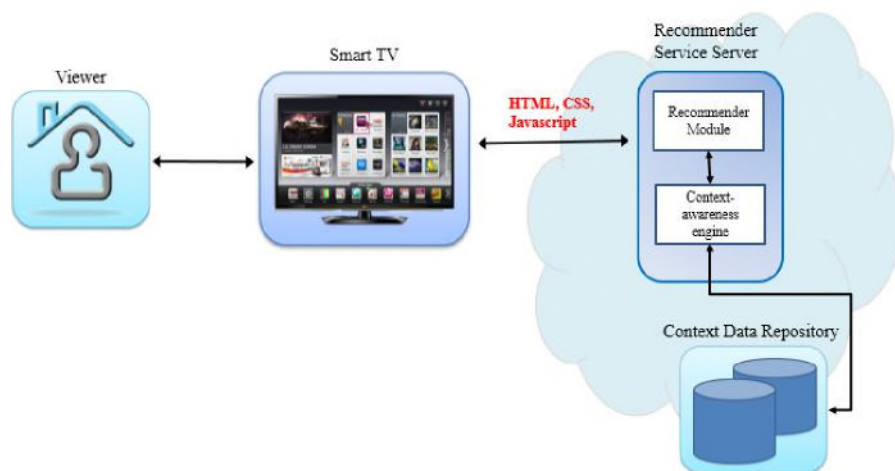 Recommender
Service Server
Smart TV
Viewer
HTML, CSS,
Javascript
Recommender
Module
Context-
awareness
engine
Context Data Repository